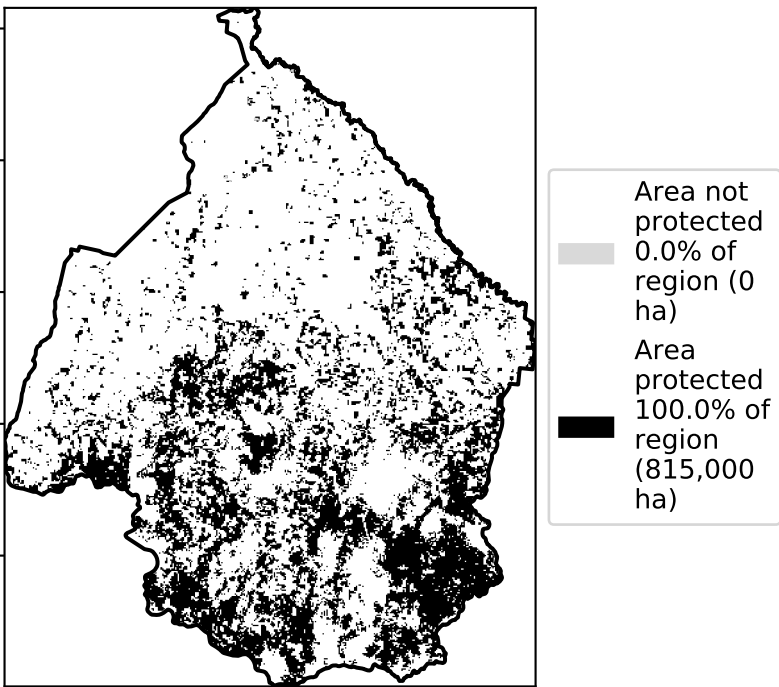 Area not
protected
0.0% of
region (0
ha)
Area
protected
100.0% of
region
(815,000
ha)